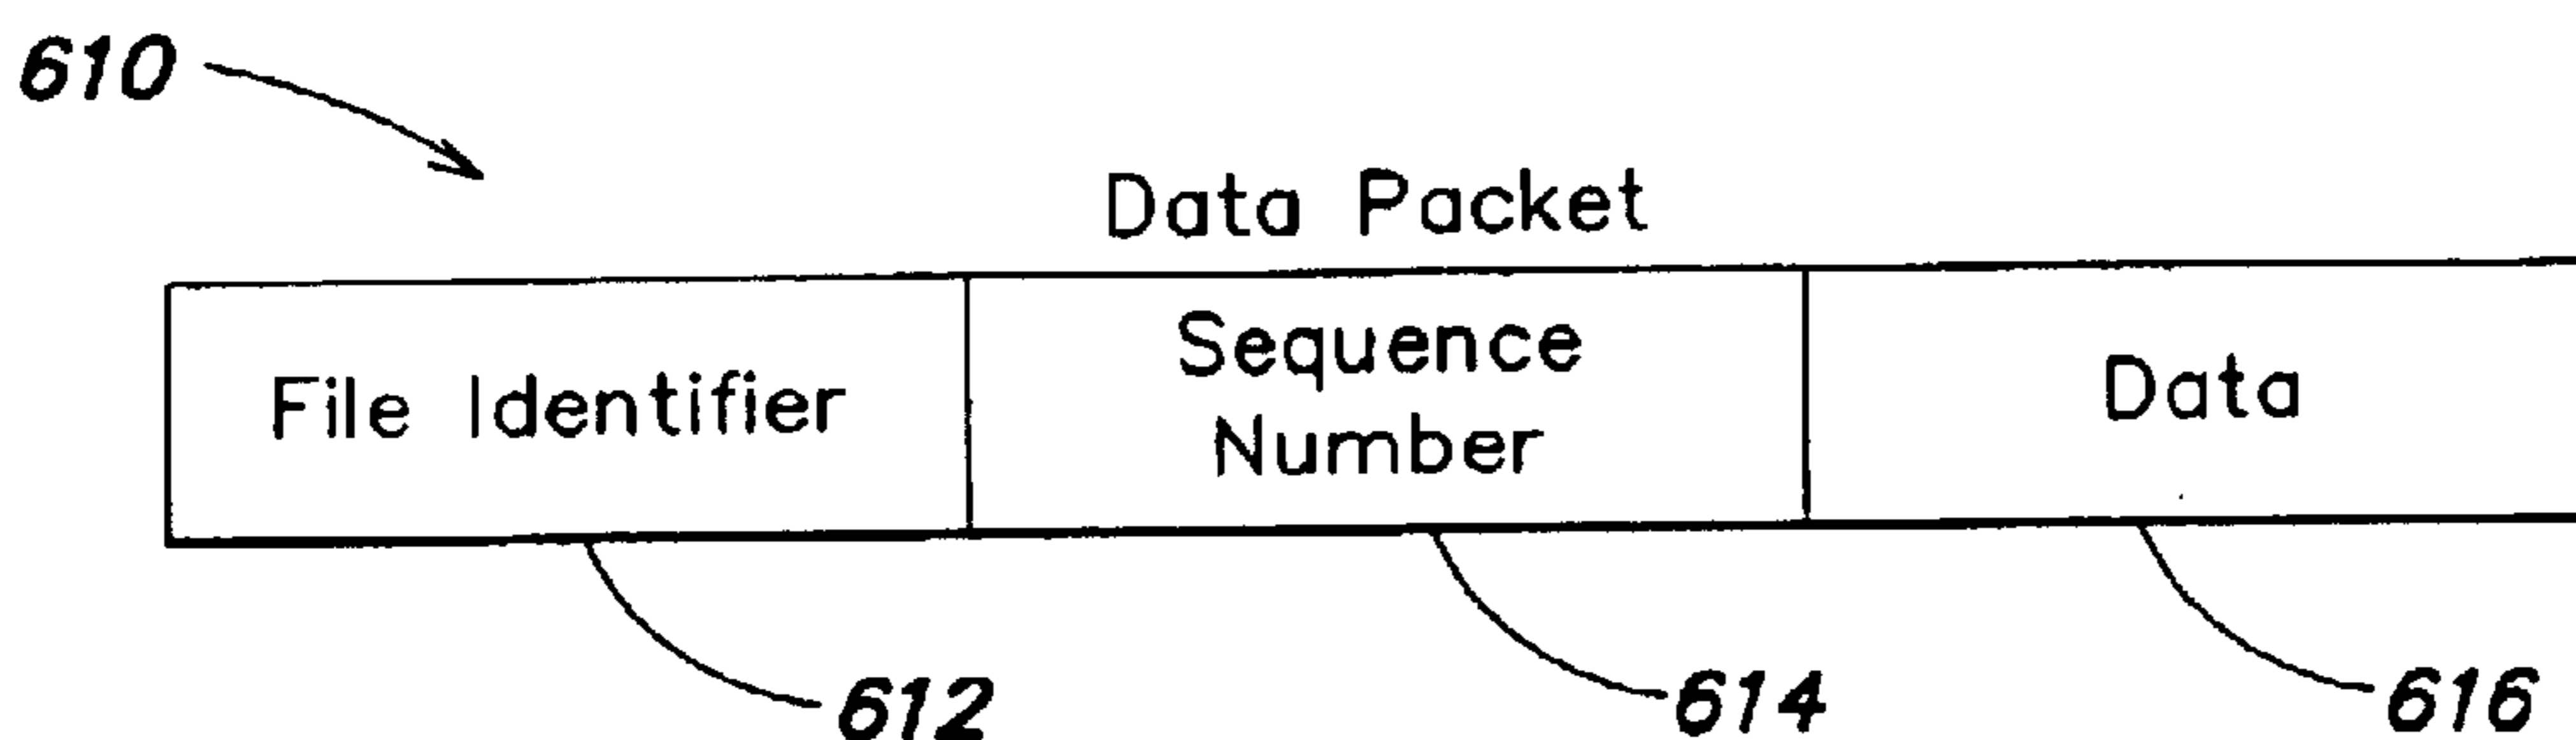 610
Data Packet
File Identifier
Sequence
Number
Data
612
614
616